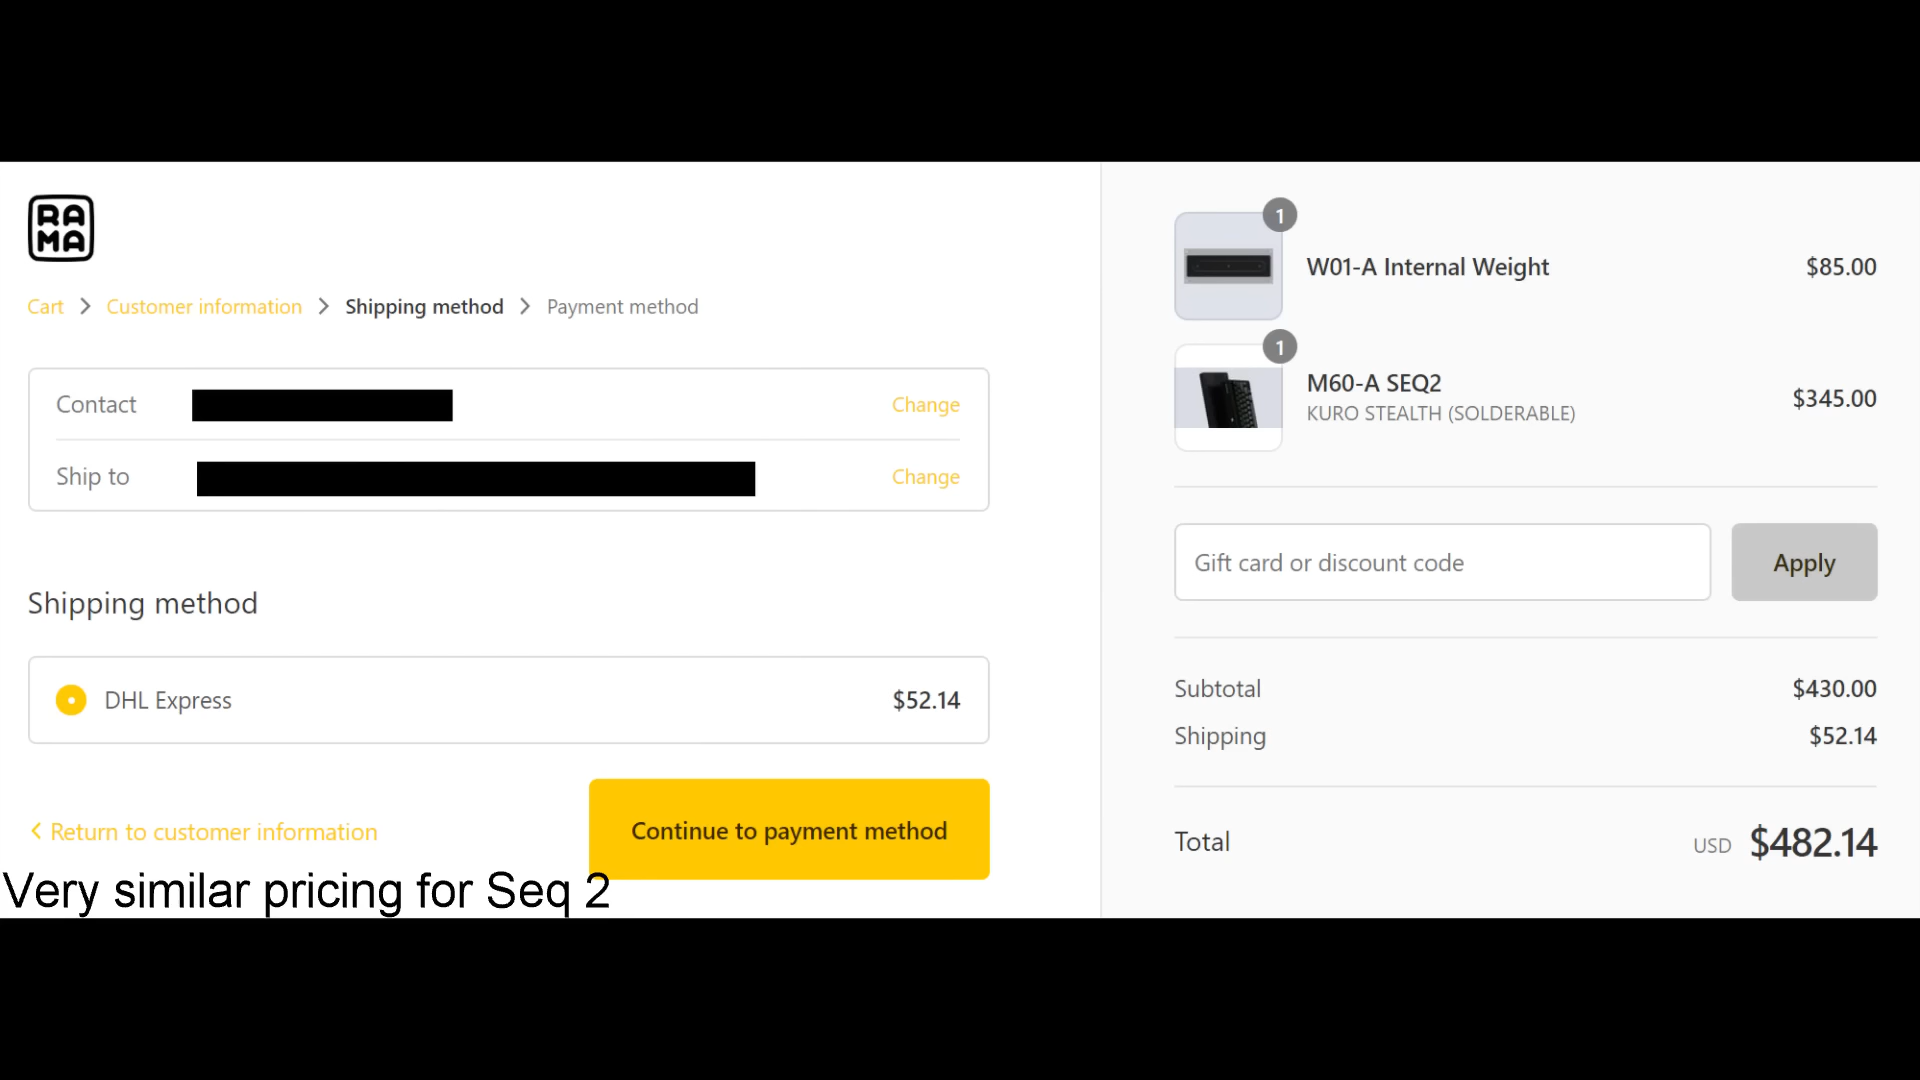 RA
MA
Cart > Customer information > Shipping method > Payment method
Contact Change
Ship to Change
Shipping method
DHL Express $52.14
< Return to customer information
Continue to payment method
Very similar pricing for Seq 2
1
W01-A Internal Weight $85.00
1
M60-A SEQ2
KURO STEALTH (SOLDERABLE)
$345.00
Gift card or discount code Apply
Subtotal $430.00
Shipping $52.14
Total USD $482.14